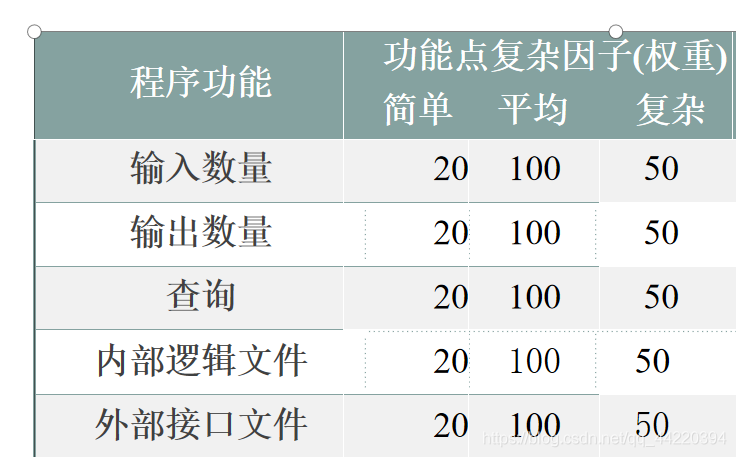 程序功能 功能点复杂因子(权重)
简单 平均 复杂
输入数量 20 100 50
输出数量 20 100 50
查询 20 100 50
内部逻辑文件 20 100 50
外部接口文件 20 100 50
https://blog.csdn.net/qq_44220394